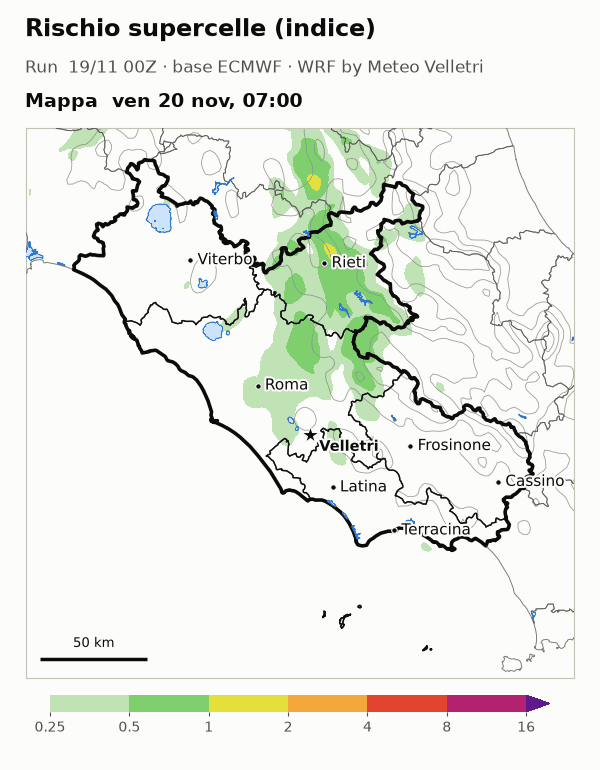 Rischio supercelle (indice)
Run  19/11 00Z · base ECMWF · WRF by Meteo Velletri
Mappa  ven 20 nov, 07:00
Viterbo
Rieti
Roma
Velletri
Frosinone
Latina
Cassino
Terracina
50 km
0.25 0.5 1 2 4 8 16